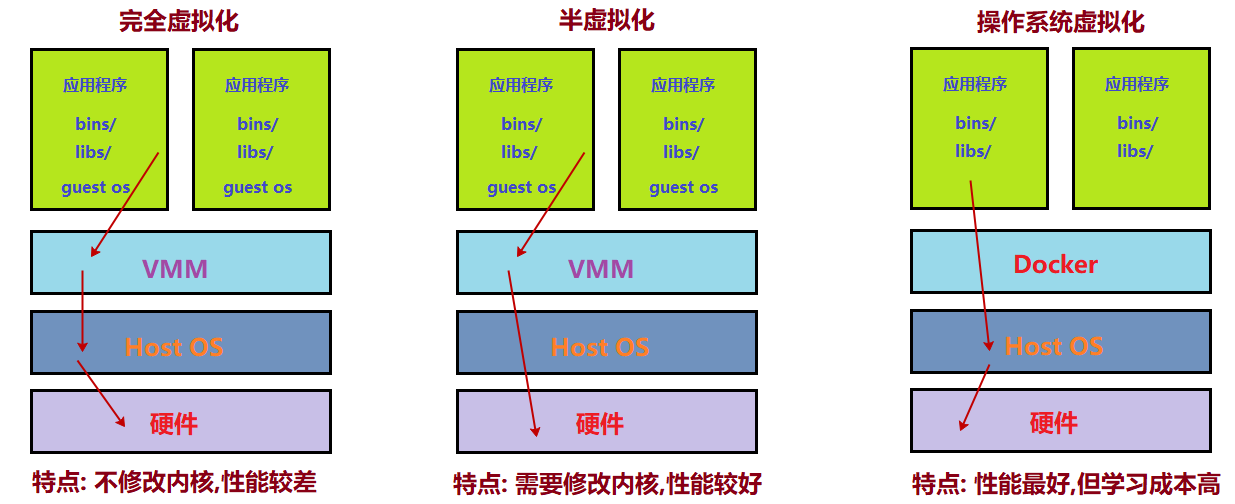 完全虚拟化
应用程序
bins/
libs/
guest os
应用程序
bins/
libs/
guest os
VMM
Host OS
硬件
特点: 不修改内核,性能较差
半虚拟化
应用程序
bins/
libs/
guest os
应用程序
bins/
libs/
guest os
VMM
Host OS
硬件
特点: 需要修改内核,性能较好
操作系统虚拟化
应用程序
bins/
libs/
应用程序
bins/
libs/
Docker
Host OS
硬件
特点: 性能最好,但学习成本高